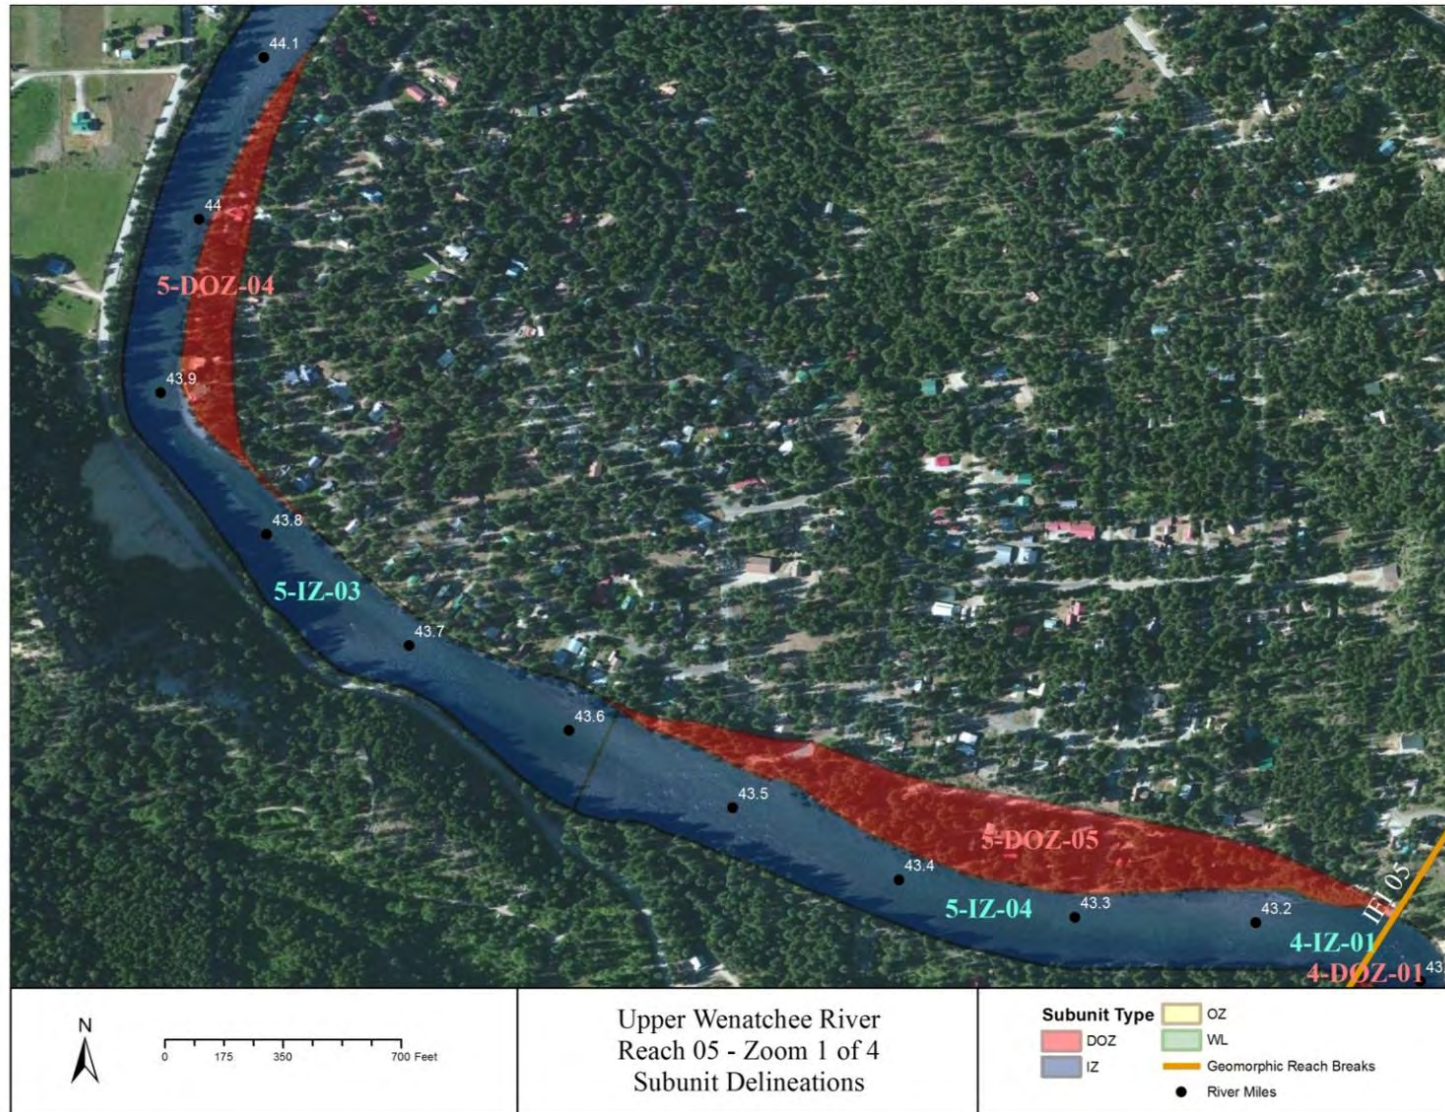 44.1
44
5-DOZ-04
43.9
43.8
5-IZ-03
43.7
43.6
43.5
5-DOZ-05
43.4
5-IZ-04
43.3
43.2
4-IZ-01
4-DOZ-01
N
0 175 350 700 Feet
Upper Wenatchee River
Reach 05 - Zoom 1 of 4
Subunit Delineations
Subunit Type
DOZ
IZ
OZ
WL
Geomorphic Reach Breaks
River Miles